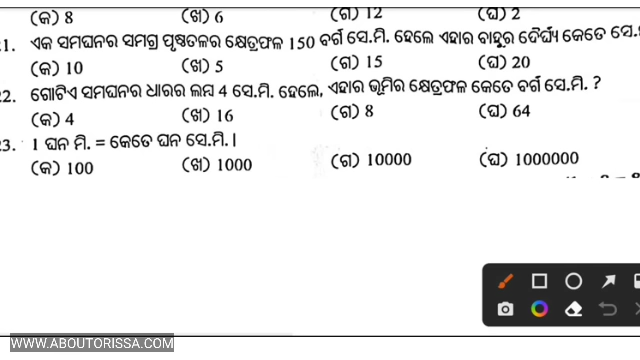 (କ) 8 (ଖ) 6 (ଗ) 12 (ଘ) 2
1. ଏକ ସମଘନର ସମଗ୍ର ପୃଷ୍ଠତଳର କ୍ଷେତ୍ରଫଳ 150 ବର୍ଗ ସେ.ମି. ହେଲେ ଏହାର ବାହୁର ଦୈର୍ଘ୍ୟ କେତେ ସେ.
(କ) 10 (ଖ) 5 (ଗ) 15 (ଘ) 20
2. ଗୋଟିଏ ସମଘନର ଧାରର ଲମ୍ବ 4 ସେ.ମି. ହେଲେ, ଏହାର ଭୂମିର କ୍ଷେତ୍ରଫଳ କେତେ ବର୍ଗ ସେ.ମି. ?
(କ) 4 (ଖ) 16 (ଗ) 8 (ଘ) 64
3. 1 ଘନ ମି. = କେତେ ଘନ ସେ.ମି. |
(କ) 100 (ଖ) 1000 (ଗ) 10000 (ଘ) 1000000
WWW.ABOUTORISSA.COM